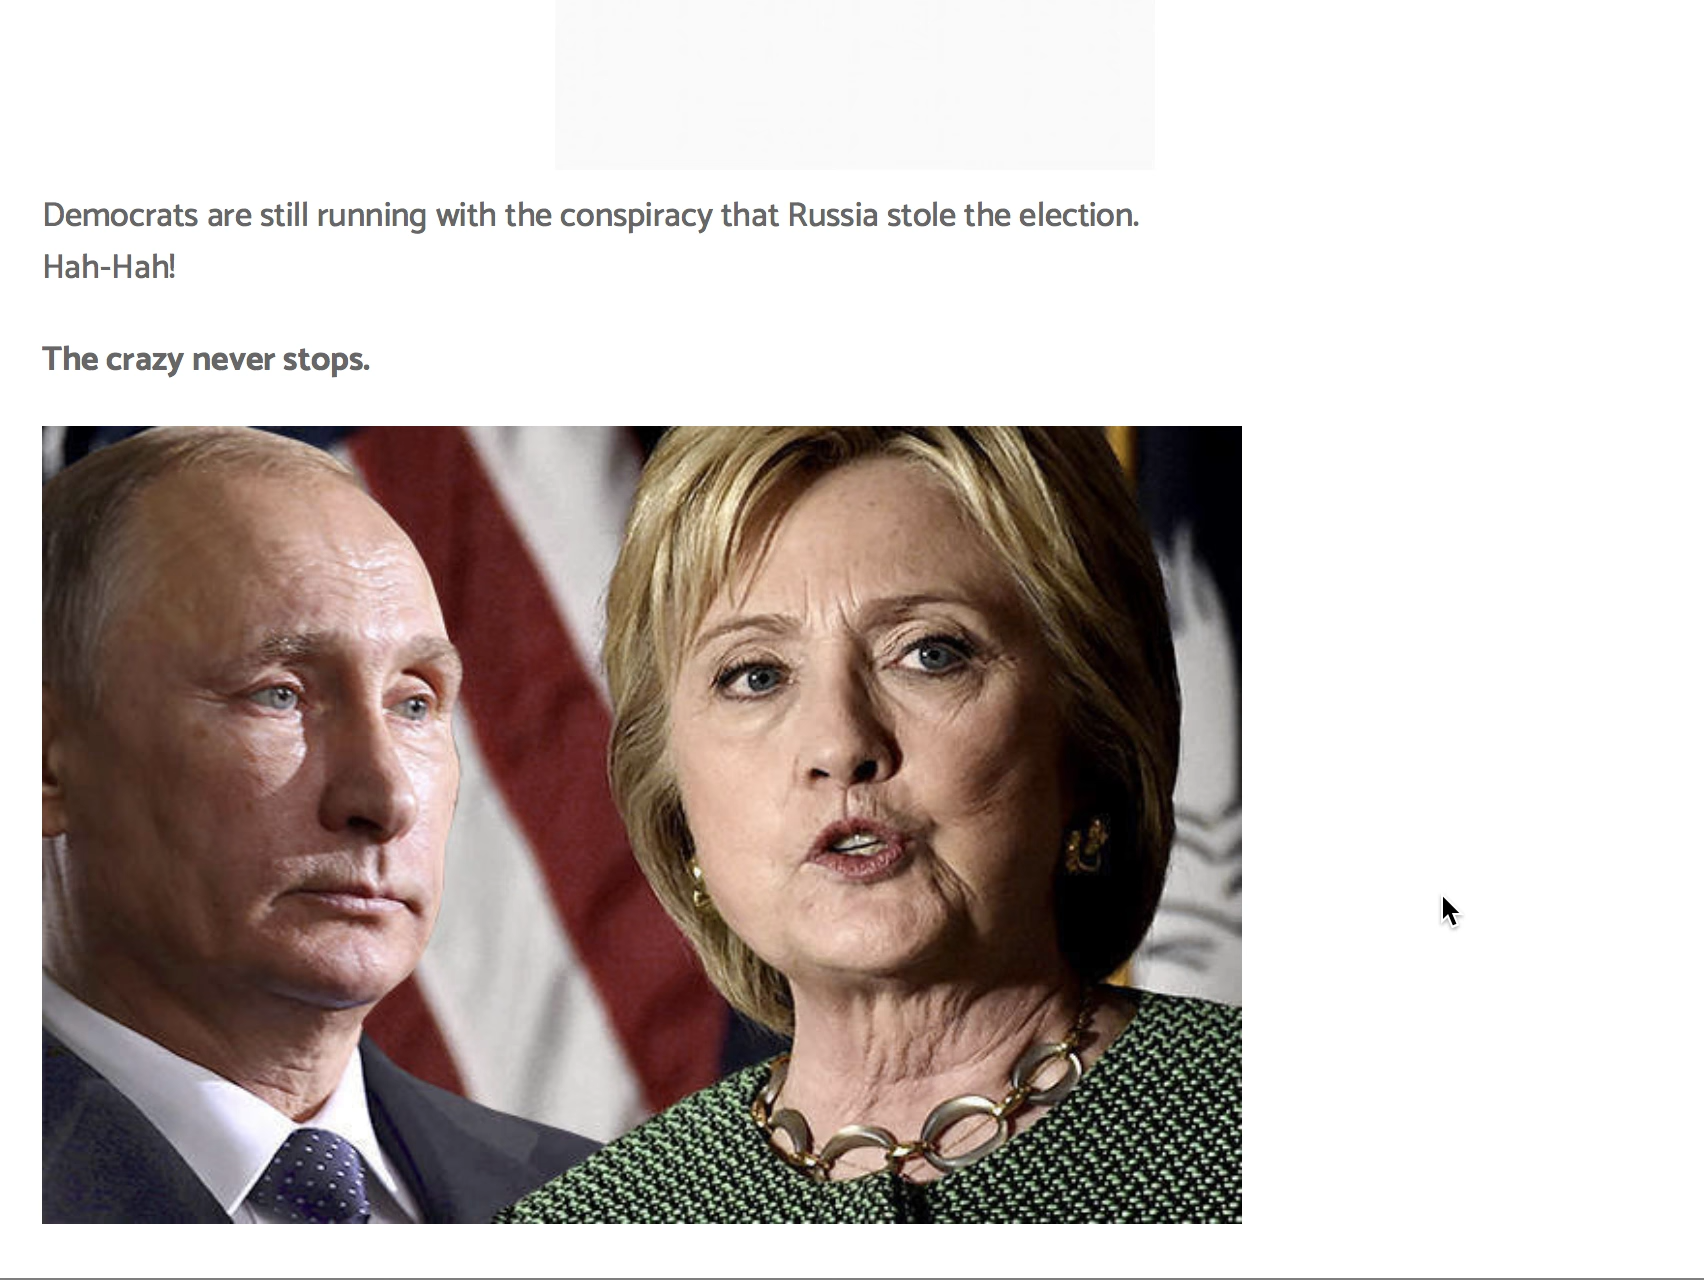 Democrats are still running with the conspiracy that Russia stole the election.
Hah-Hah!
The crazy never stops.